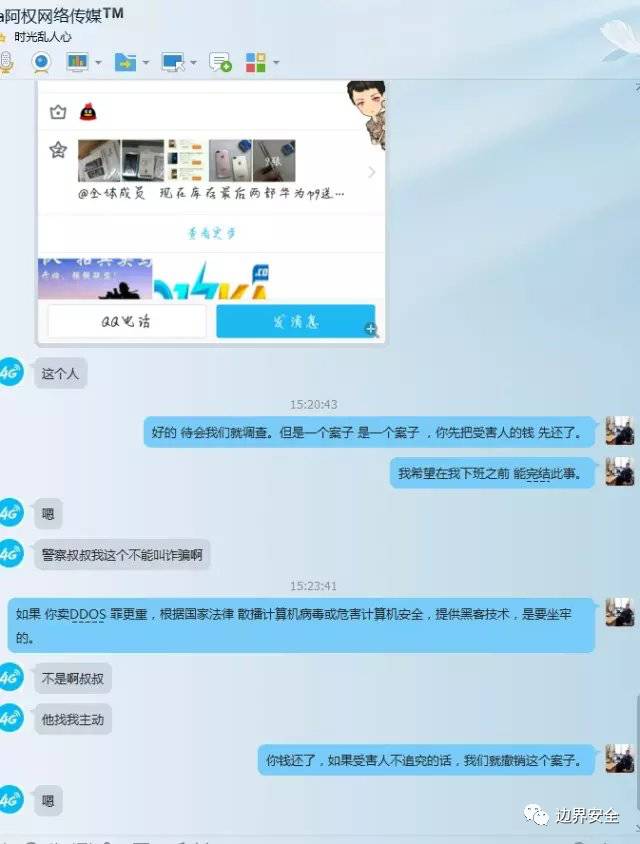 a阿权网络传媒™
时光乱人心
9张
@全体成员 现在库存最后两部华为p9送…
查看更多
.CO
QQ电话
发消息
4G
这个人
15:20:43
好的 待会我们就调查。但是一个案子 是一个案子 ，你先把受害人的钱 先还了。
我希望在我下班之前 能完结此事。
4G
嗯
4G
警察叔叔我这个不能叫诈骗啊
15:23:41
如果 你卖DDOS 罪更重，根据国家法律 散播计算机病毒或危害计算机安全，提供黑客技术，是要坐牢
的。
4G
不是啊叔叔
4G
他找我主动
你钱还了，如果受害人不追究的话，我们就撤销这个案子。
4G
嗯
边界安全